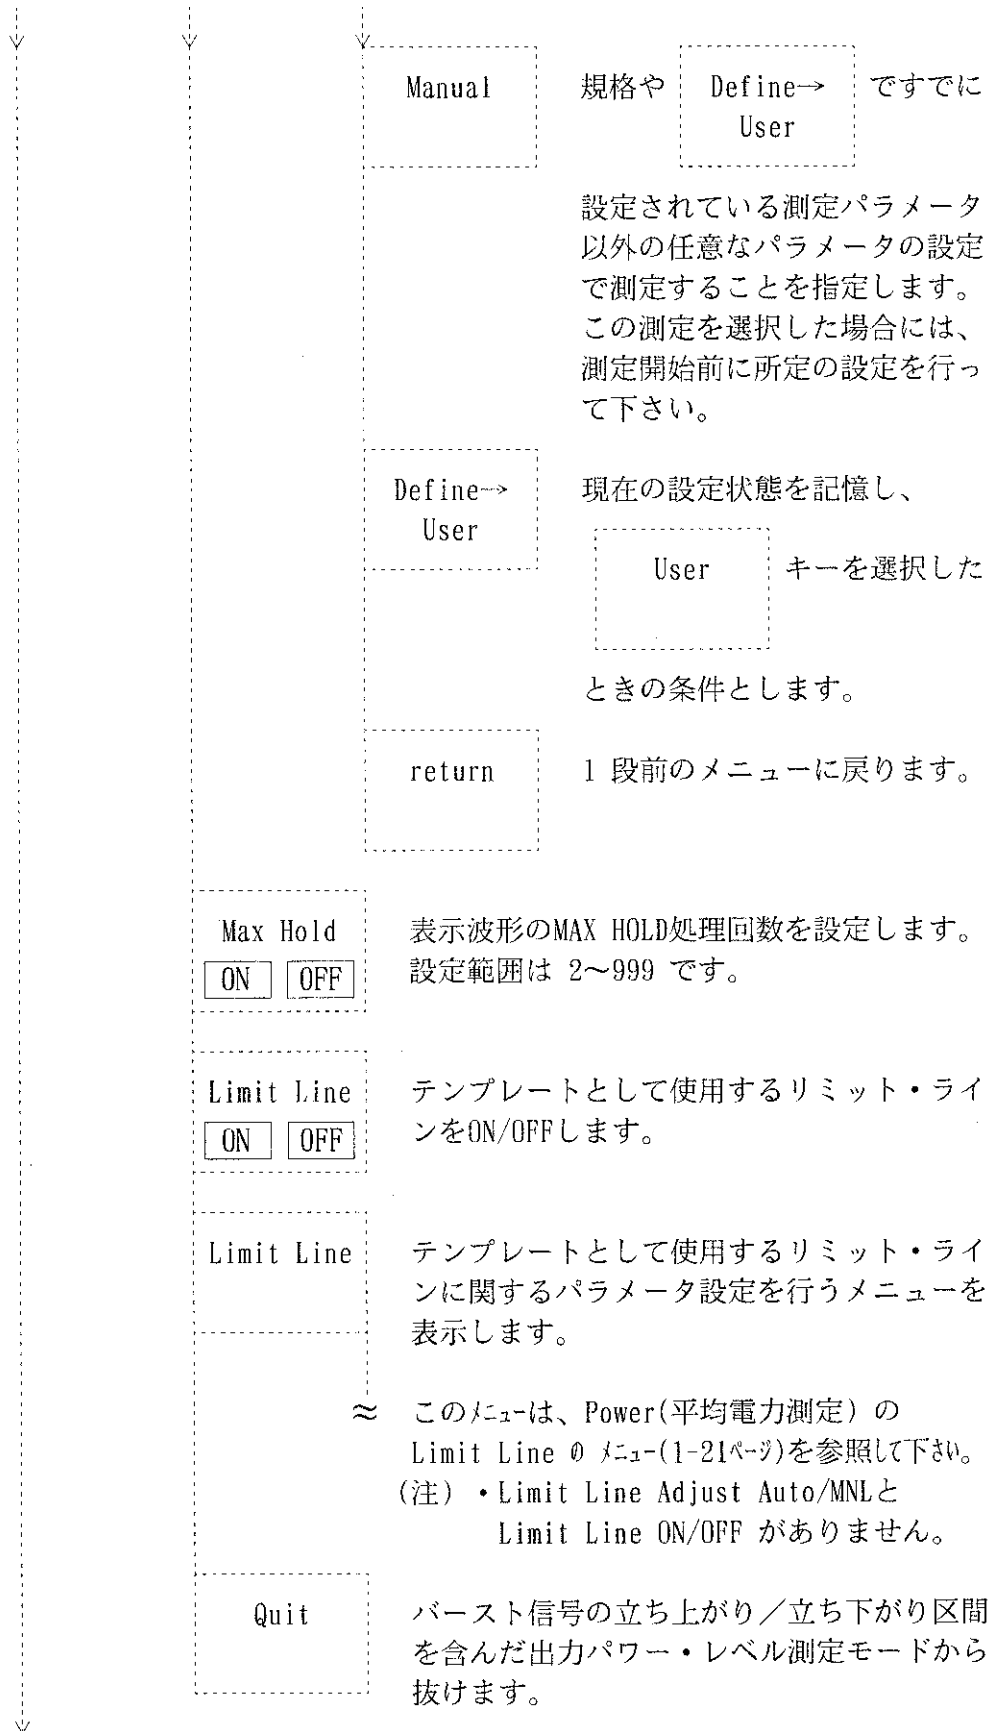 Manual 規格や Define→ ですでに
User
設定されている測定パラメータ
以外の任意なパラメータの設定
で測定することを指定します。
この測定を選択した場合には、
測定開始前に所定の設定を行っ
て下さい。
Define→ 現在の設定状態を記憶し、
User
User キーを選択した
ときの条件とします。
return 1 段前のメニューに戻ります。
Max Hold 表示波形のMAX HOLD処理回数を設定します。
ON OFF 設定範囲は 2〜999 です。
Limit Line テンプレートとして使用するリミット・ライ
ON OFF ンをON/OFFします。
Limit Line テンプレートとして使用するリミット・ライ
ンに関するパラメータ設定を行うメニューを
表示します。
≈ このメニューは、Power(平均電力測定) の
Limit Line の メニュー(1-21ページ)を参照して下さい。
(注) ・Limit Line Adjust Auto/MNLと
Limit Line ON/OFF がありません。
Quit バースト信号の立ち上がり／立ち下がり区間
を含んだ出力パワー・レベル測定モードから
抜けます。